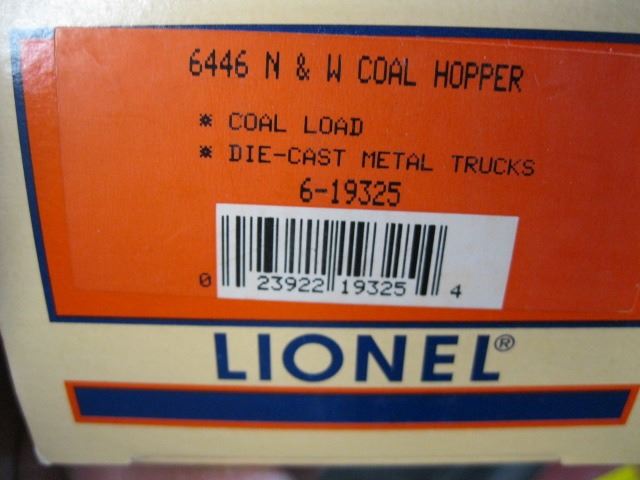 6446 N & W COAL HOPPER
* COAL LOAD
* DIE-CAST METAL TRUCKS
6-19325
0 23922 19325 4
LIONEL®